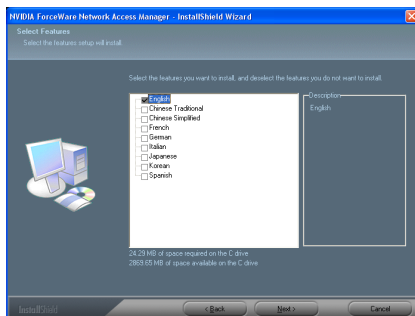 NVIDIA ForceWare Network Access Manager - InstallShield Wizard
Select Features
Select the features setup will install.
Select the features you want to install, and deselect the features you do not want to install.
English
Chinese Traditional
Chinese Simplified
French
German
Italian
Japanese
Korean
Spanish
Description
English
24.29 MB of space required on the C drive
2869.65 MB of space available on the C drive
InstallShield
< Back
Next >
Cancel